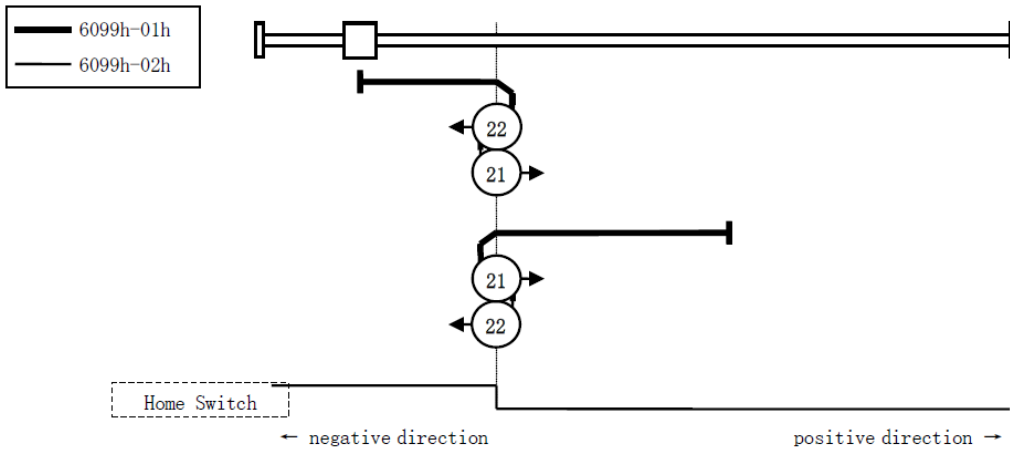 6099h-01h
6099h-02h
22
21
21
22
Home Switch
← negative direction
positive direction →